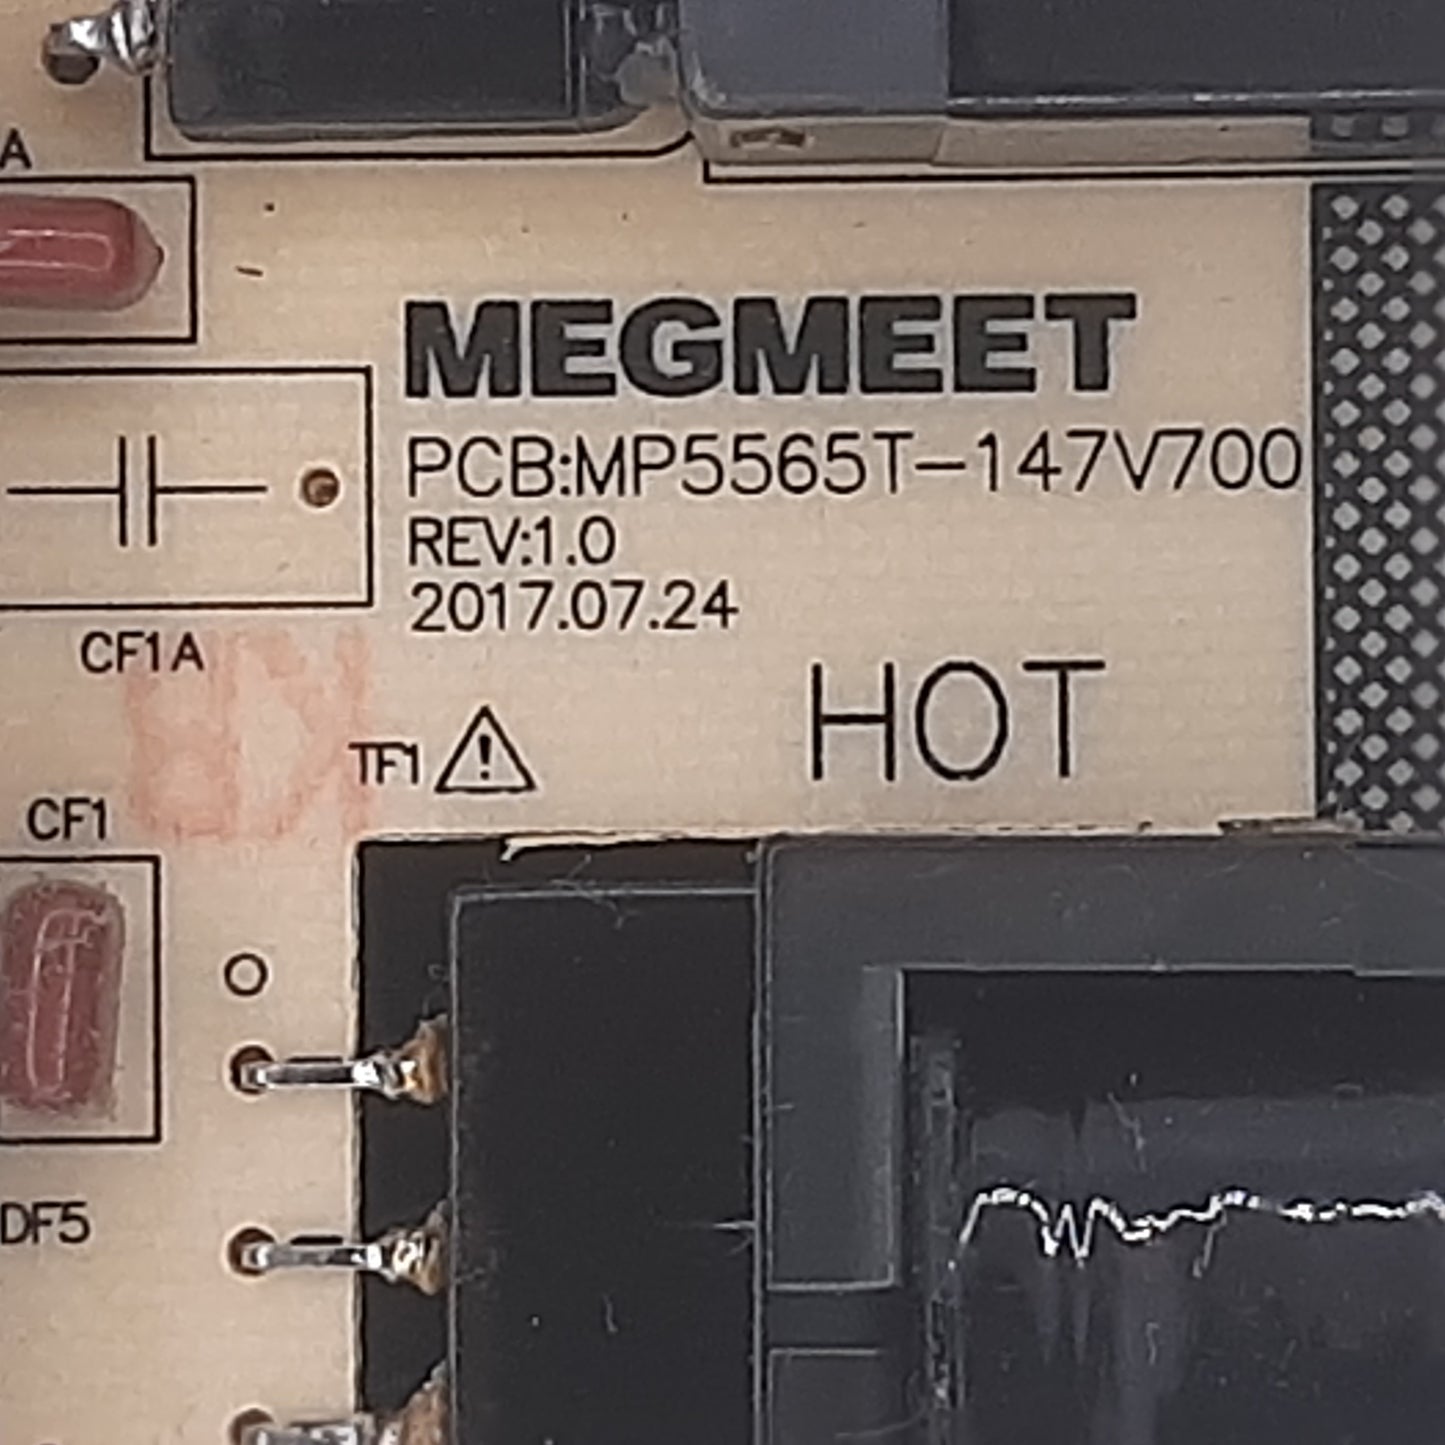 A
MEGMEET
PCB:MP5565T-147V700
REV:1.0
2017.07.24
CF1A
HOT
TF1
CF1
DF5